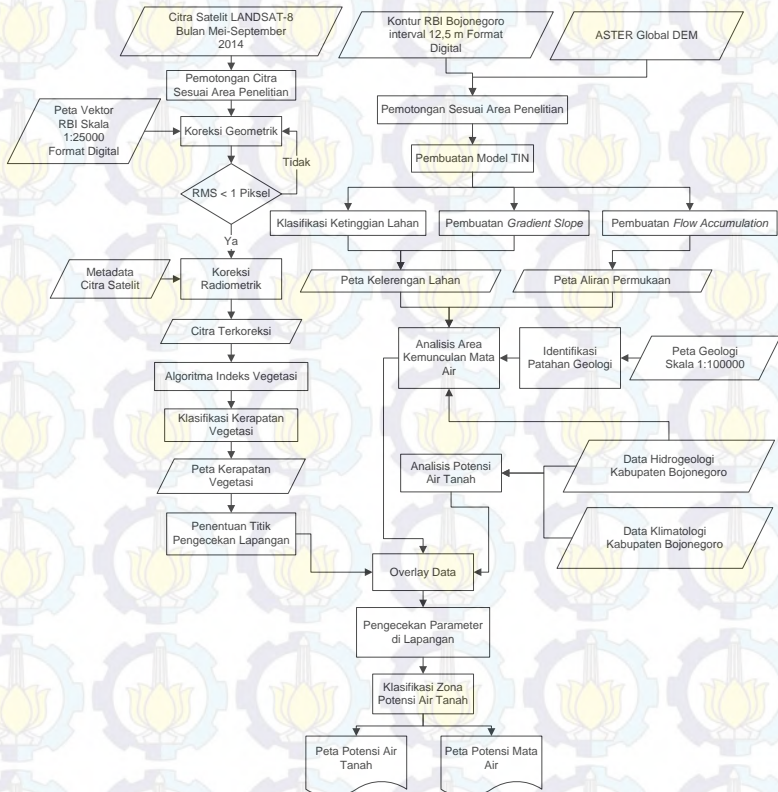 Citra Satelit LANDSAT-8
Bulan Mei-September
2014
Kontur RBI Bojonegoro
interval 12,5 m Format
Digital
ASTER Global DEM
Pemotongan Citra
Sesuai Area Penelitian
Pemotongan Sesuai Area Penelitian
Peta Vektor
RBI Skala
1:25000
Format Digital
Koreksi Geometrik
Tidak
Pembuatan Model TIN
RMS < 1 Piksel
Ya
Klasifikasi Ketinggian Lahan
Pembuatan Gradient Slope
Pembuatan Flow Accumulation
Metadata
Citra Satelit
Koreksi
Radiometrik
Peta Kelerengan Lahan
Peta Aliran Permukaan
Citra Terkoreksi
Analisis Area
Kemunculan Mata
Air
Identifikasi
Patahan Geologi
Peta Geologi
Skala 1:100000
Algoritma Indeks Vegetasi
Klasifikasi Kerapatan
Vegetasi
Peta Kerapatan
Vegetasi
Analisis Potensi
Air Tanah
Data Hidrogeologi
Kabupaten Bojonegoro
Penentuan Titik
Pengecekan Lapangan
Data Klimatologi
Kabupaten Bojonegoro
Overlay Data
Pengecekan Parameter
di Lapangan
Klasifikasi Zona
Potensi Air Tanah
Peta Potensi Air
Tanah
Peta Potensi Mata
Air